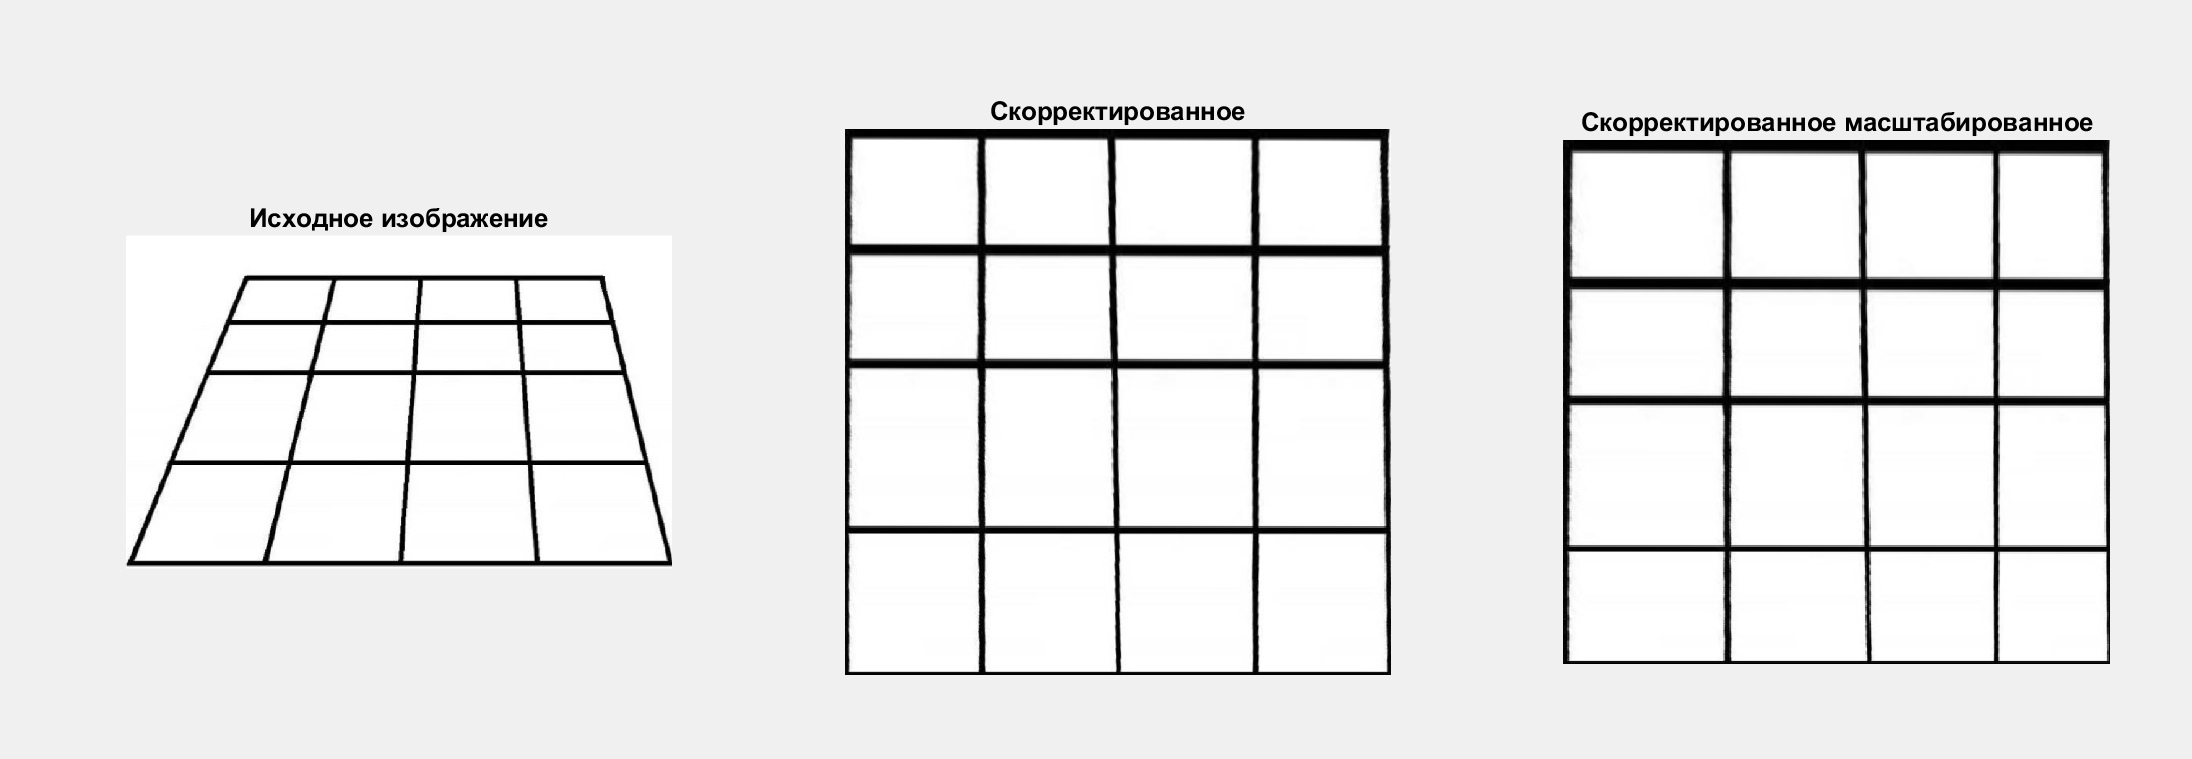 Исходное изображение
Скорректированное
Скорректированное масштабированное